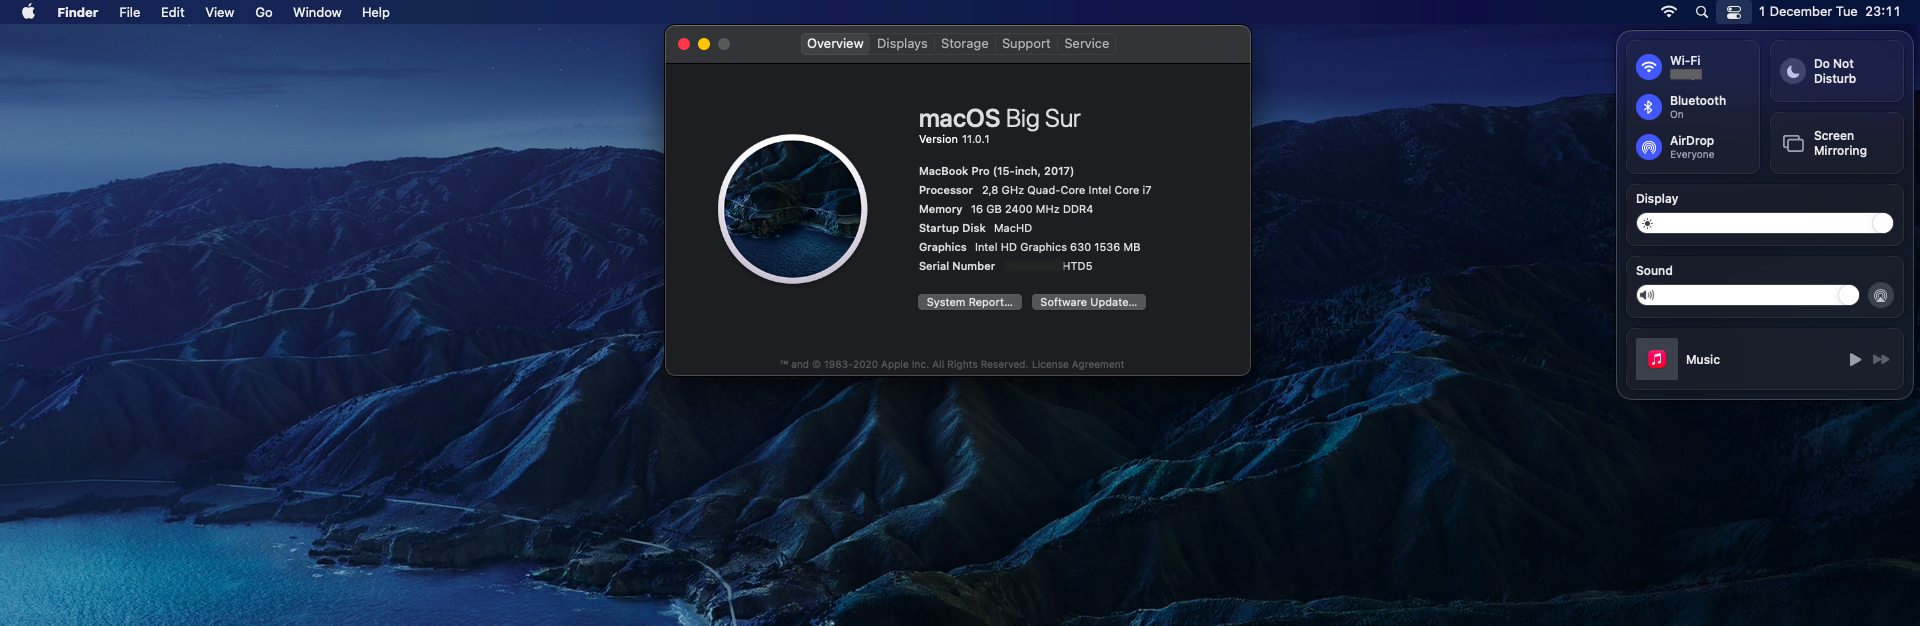 Finder File Edit View Go Window Help
1 December Tue 23:11
Overview Displays Storage Support Service
macOS Big Sur
Version 11.0.1
MacBook Pro (15-inch, 2017)
Processor 2,8 GHz Quad-Core Intel Core i7
Memory 16 GB 2400 MHz DDR4
Startup Disk MacHD
Graphics Intel HD Graphics 630 1536 MB
Serial Number HTD5
System Report...
Software Update...
™ and © 1983-2020 Apple Inc. All Rights Reserved. License Agreement
Wi-Fi
Bluetooth
On
AirDrop
Everyone
Do Not
Disturb
Screen
Mirroring
Display
Sound
Music